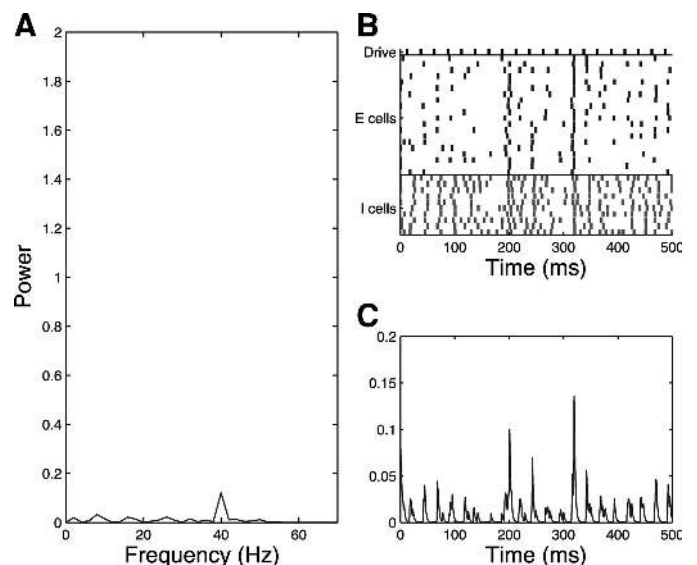 A
2
1.8
1.6
1.4
1.2
1
0.8
0.6
0.4
0.2
0
Power
0 20 40 60
Frequency (Hz)
B
Drive
E cells
I cells
0 100 200 300 400 500
Time (ms)
C
0.2
0.15
0.1
0.05
0
0 100 200 300 400 500
Time (ms)